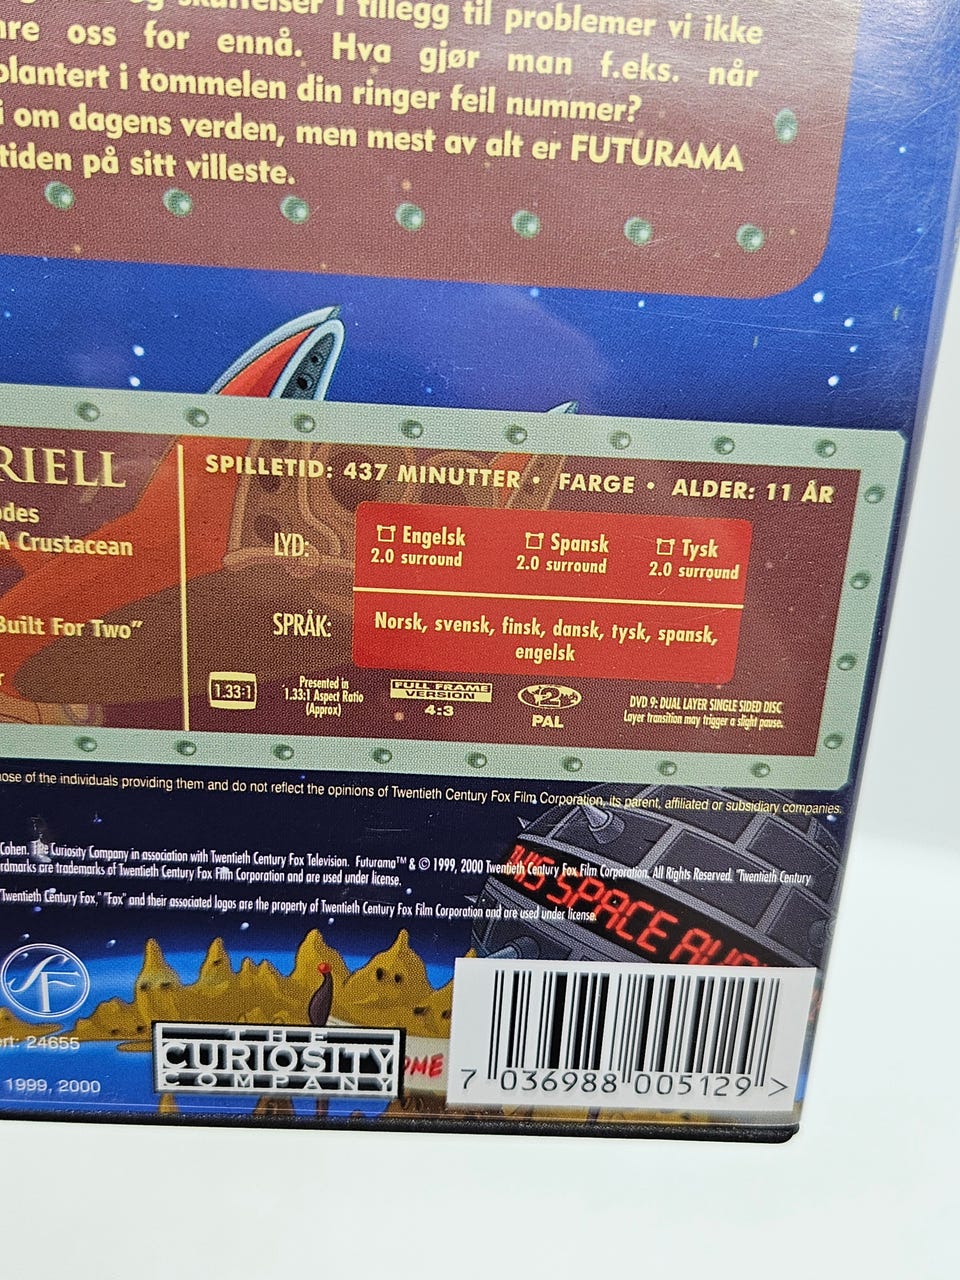 og skuffelser i tillegg til problemer vi ikke
oss for ennå. Hva gjør man f.eks. når
plantert i tommelen din ringer feil nummer?
i om dagens verden, men mest av alt er FUTURAMA
tiden på sitt villeste.
RIELL
odes
A Crustacean
Built For Two”
SPILLETID: 437 MINUTTER • FARGE • ALDER: 11 ÅR
LYD:
Engelsk
2.0 surround
Spansk
2.0 surround
Tysk
2.0 surround
SPRÅK:
Norsk, svensk, finsk, dansk, tysk, spansk,
engelsk
1.33:1
Presented in
1.33:1 Aspect Ratio
(Approx)
FULL FRAME
VERSION
4:3
2
PAL
DVD 9: DUAL LAYER SINGLE SIDED DISC
Layer transition may trigger a slight pause.
ose of the individuals providing them and do not reflect the opinions of Twentieth Century Fox Film Corporation, its parent, affiliated or subsidiary companies.
Cohen. The Curiosity Company in association with Twentieth Century Fox Television. Futurama™ & © 1999, 2000 Twentieth Century Fox Film Corporation. All Rights Reserved. "Twentieth Century
rdmarks are trademarks of Twentieth Century Fox Film Corporation and are used under license.
"Twentieth Century Fox," "Fox" and their associated logos are the property of Twentieth Century Fox Film Corporation and are used under license.
SPACE
SF
rt: 24655
1999, 2000
THE
CURIOSITY
COMPANY
OME
7 036988 005129 >